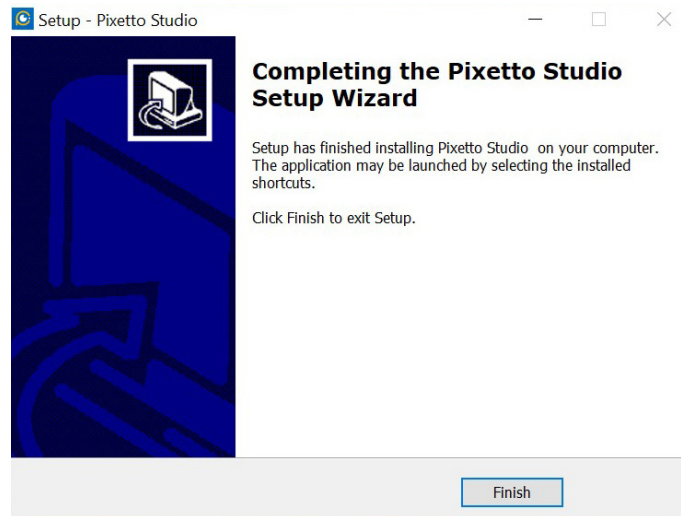 Setup - Pixetto Studio
Completing the Pixetto Studio
Setup Wizard
Setup has finished installing Pixetto Studio  on your computer.
The application may be launched by selecting the installed
shortcuts.
Click Finish to exit Setup.
Finish